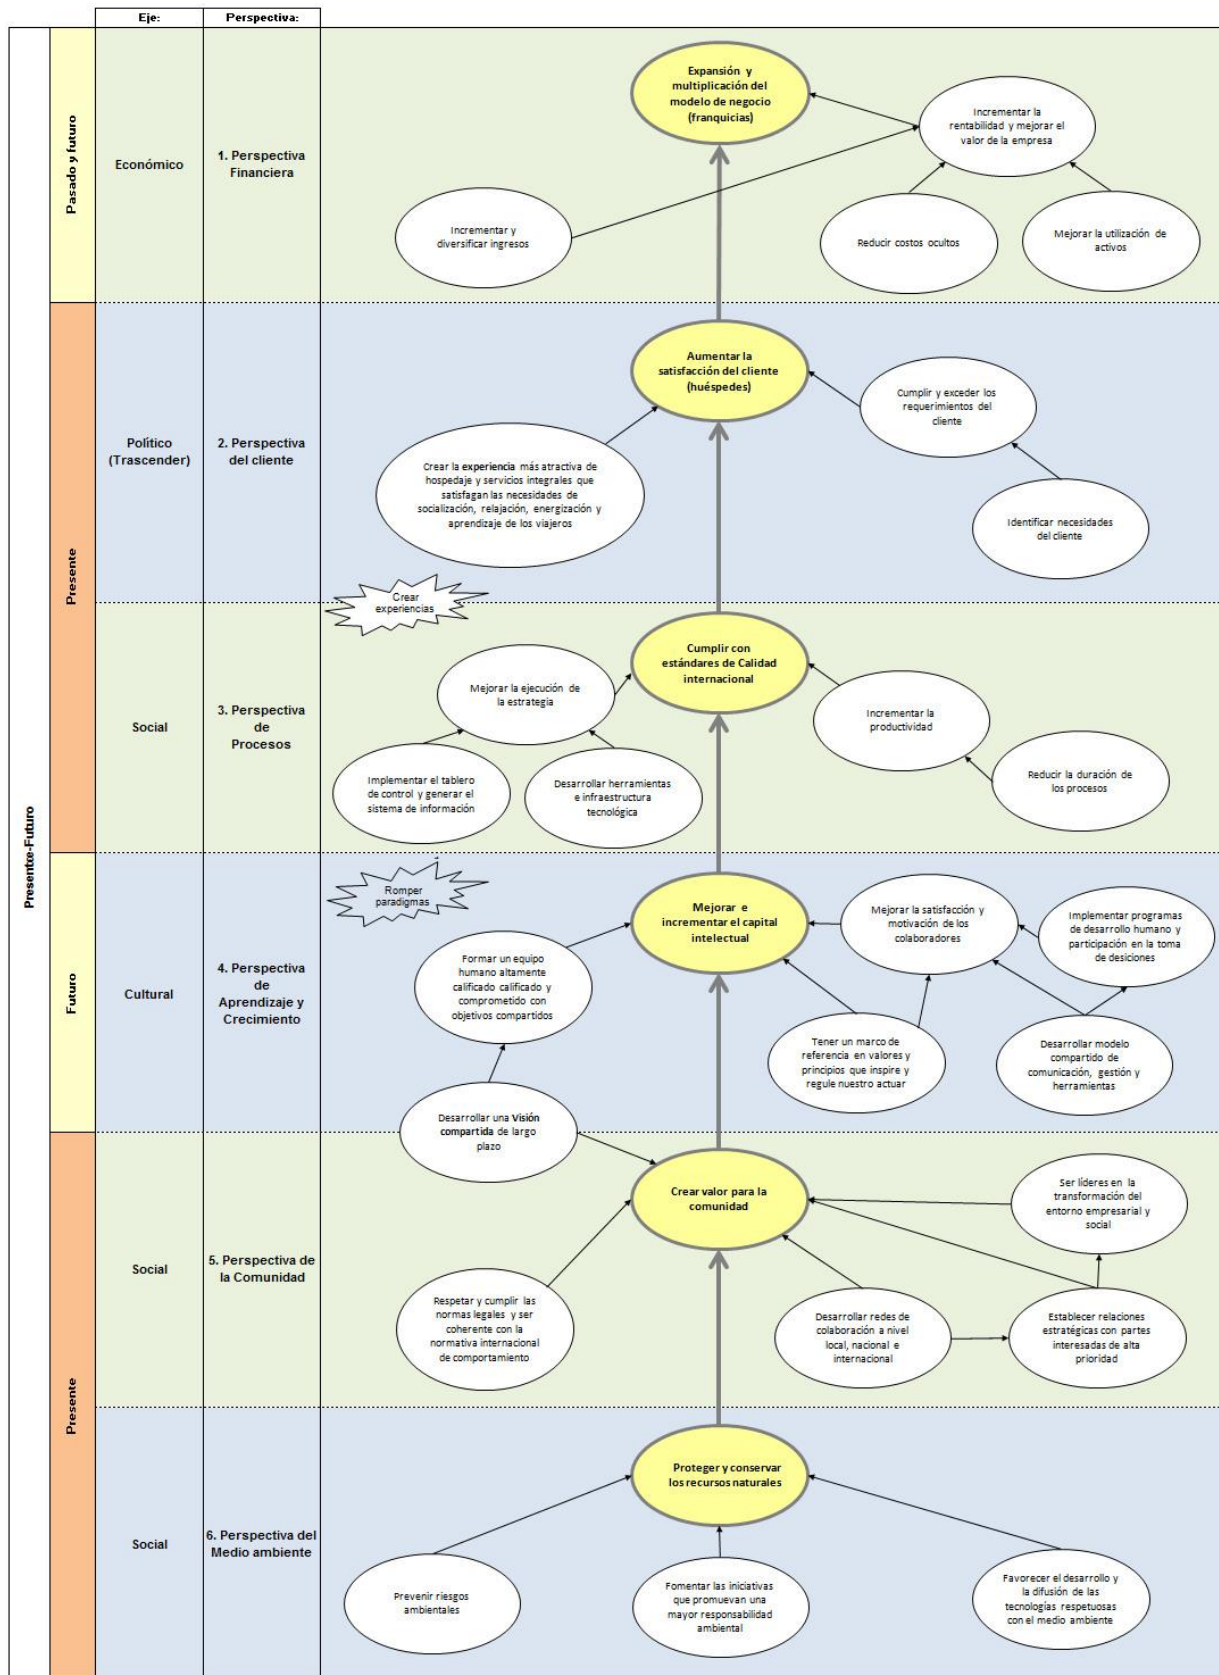 Eje:
Perspectiva:
Presentxe-Futuro
Pasado y futuro
Económico
1. Perspectiva
Financiera
Expansión y
multiplicación del
modelo de negocio
(franquicias)
Incrementar la
rentabilidad y mejorar el
valor de la empresa
Incrementar y
diversificar ingresos
Reducir costos ocultos
Mejorar la utilización de
activos
Presente
Político
(Trascender)
2. Perspectiva
del cliente
Aumentar la
satisfacción del cliente
(huéspedes)
Cumplir y exceder los
requerimientos del
cliente
Crear la experiencia más atractiva de
hospedaje y servicios integrales que
satisfagan las necesidades de
socialización, relajación, energización y
aprendizaje de los viajeros
Identificar necesidades
del cliente
Crear
experiencias
Social
3. Perspectiva
de
Procesos
Cumplir con
estándares de Calidad
internacional
Mejorar la ejecución de
la estrategia
Incrementar la
productividad
Implementar el tablero
de control y generar el
sistema de información
Desarrollar herramientas
e infraestructura
tecnológica
Reducir la duración de
los procesos
Futuro
Cultural
4. Perspectiva
de
Aprendizaje y
Crecimiento
Romper
paradigmas
Mejorar e
incrementar el capital
intelectual
Mejorar la satisfacción y
motivación de los
colaboradores
Implementar programas
de desarrollo humano y
participación en la toma
de desiciones
Formar un equipo
humano altamente
calificado calificado y
comprometido con
objetivos compartidos
Tener un marco de
referencia en valores y
principios que inspire y
regule nuestro actuar
Desarrollar modelo
compartido de
comunicación, gestión y
herramientas
Desarrollar una Visión
compartida de largo
plazo
Presente
Social
5. Perspectiva de
la Comunidad
Crear valor para la
comunidad
Ser líderes en la
transformación del
entorno empresarial y
social
Respetar y cumplir las
normas legales y ser
coherente con la
normativa internacional
de comportamiento
Desarrollar redes de
colaboración a nivel
local, nacional e
internacional
Establecer relaciones
estratégicas con partes
interesadas de alta
prioridad
Social
6. Perspectiva del
Medio ambiente
Proteger y conservar
los recursos naturales
Prevenir riesgos
ambientales
Fomentar las iniciativas
que promuevan una
mayor responsabilidad
ambiental
Favorecer el desarrollo y
la difusión de las
tecnologías respetuosas
con el medio ambiente